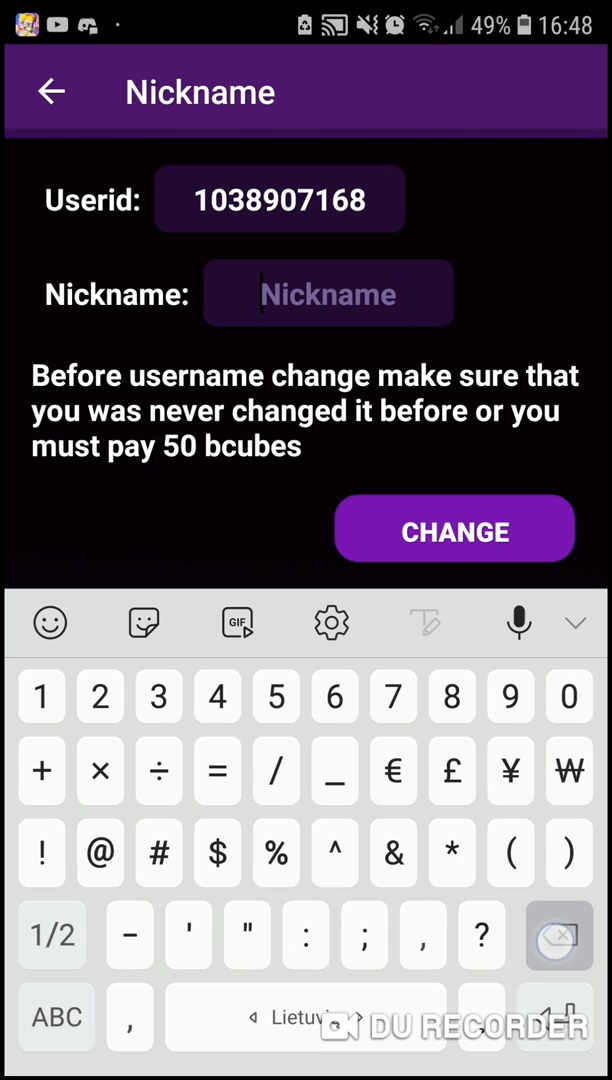 49% 16:48
Nickname
Userid: 1038907168
Nickname: Nickname
Before username change make sure that
you was never changed it before or you
must pay 50 bcubes
CHANGE
GIF
1 2 3 4 5 6 7 8 9 0
+ × ÷ = / _ € £ ¥ ₩
! @ # $ % ^ & * ( )
1/2 - ' " : ; , ?
ABC , Lietuv
DU RECORDER